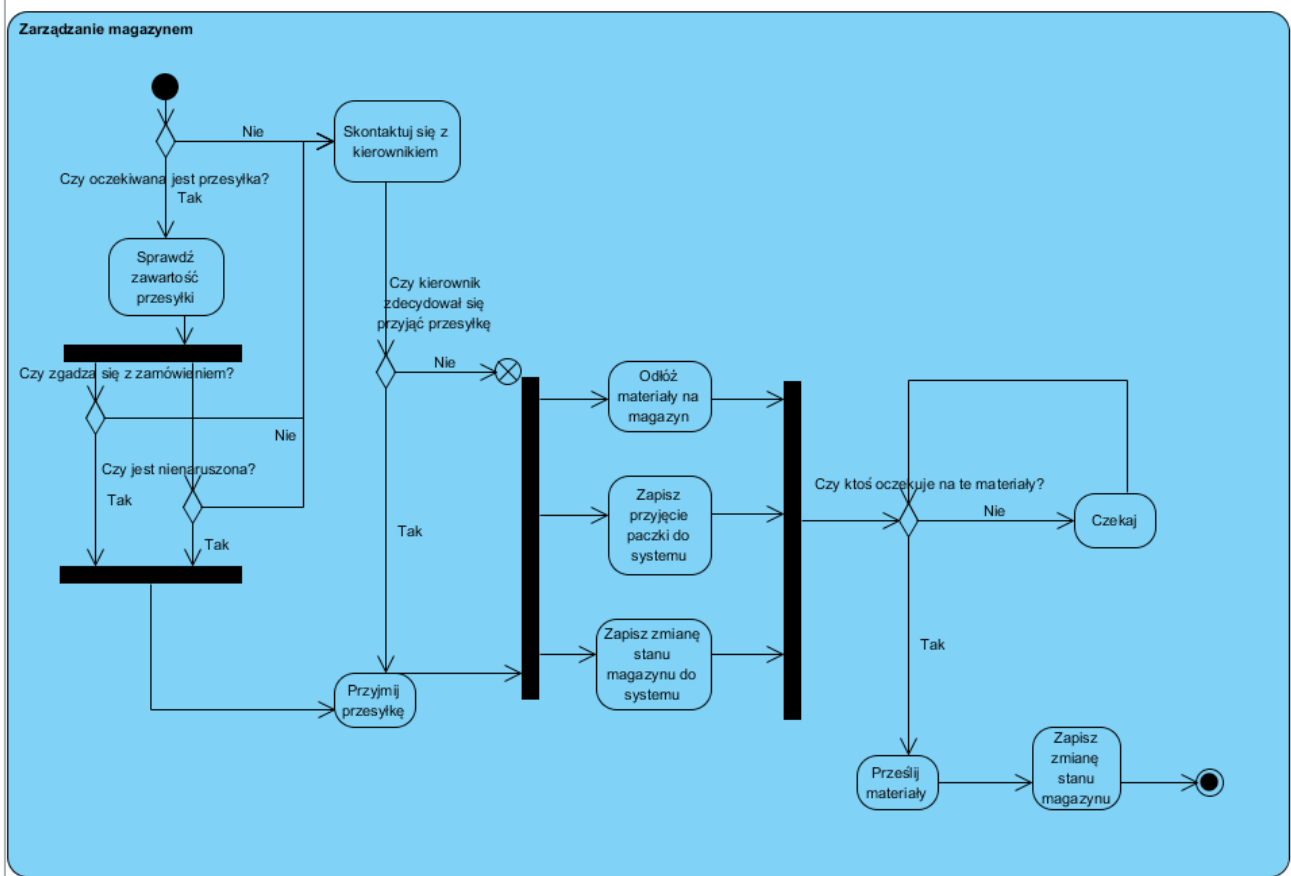 Zarządzanie magazynem
Nie
Skontaktuj się z
kierownikiem
Czy oczekiwana jest przesyłka?
Tak
Sprawdź
zawartość
przesyłki
Czy kierownik
zdecydował się
przyjąć przesyłkę
Nie
Czy zgadza się z zamówieniem?
Nie
Czy jest nienaruszona?
Tak
Tak
Tak
Przyjmij
przesyłkę
Odłóż
materiały na
magazyn
Zapisz
przyjęcie
paczki do
systemu
Zapisz zmianę
stanu
magazynu do
systemu
Czy ktoś oczekuje na te materiały?
Nie
Czekaj
Tak
Prześlij
materiały
Zapisz
zmianę
stanu
magazynu